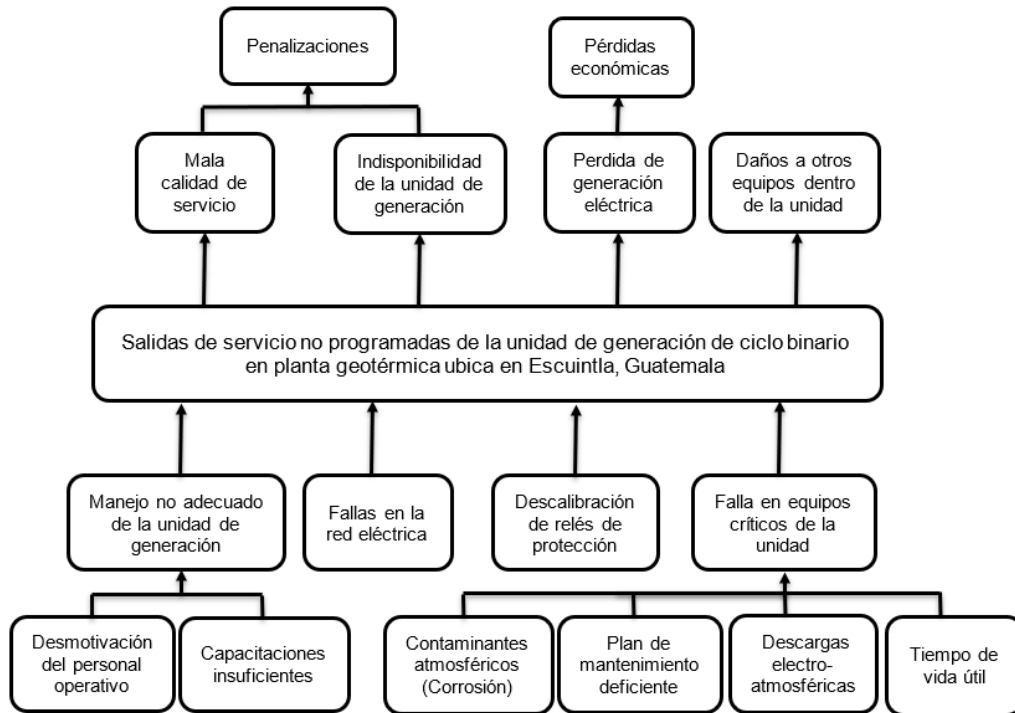 Penalizaciones
Pérdidas
económicas
Mala
calidad de
servicio
Indisponibilidad
de la unidad de
generación
Perdida de
generación
eléctrica
Daños a otros
equipos dentro
de la unidad
Salidas de servicio no programadas de la unidad de generación de ciclo binario
en planta geotérmica ubica en Escuintla, Guatemala
Manejo no adecuado
de la unidad de
generación
Fallas en la
red eléctrica
Descalibración
de relés de
protección
Falla en equipos
críticos de la
unidad
Desmotivación
del personal
operativo
Capacitaciones
insuficientes
Contaminantes
atmosféricos
(Corrosión)
Plan de
mantenimiento
deficiente
Descargas
electro-
atmosféricas
Tiempo de
vida útil